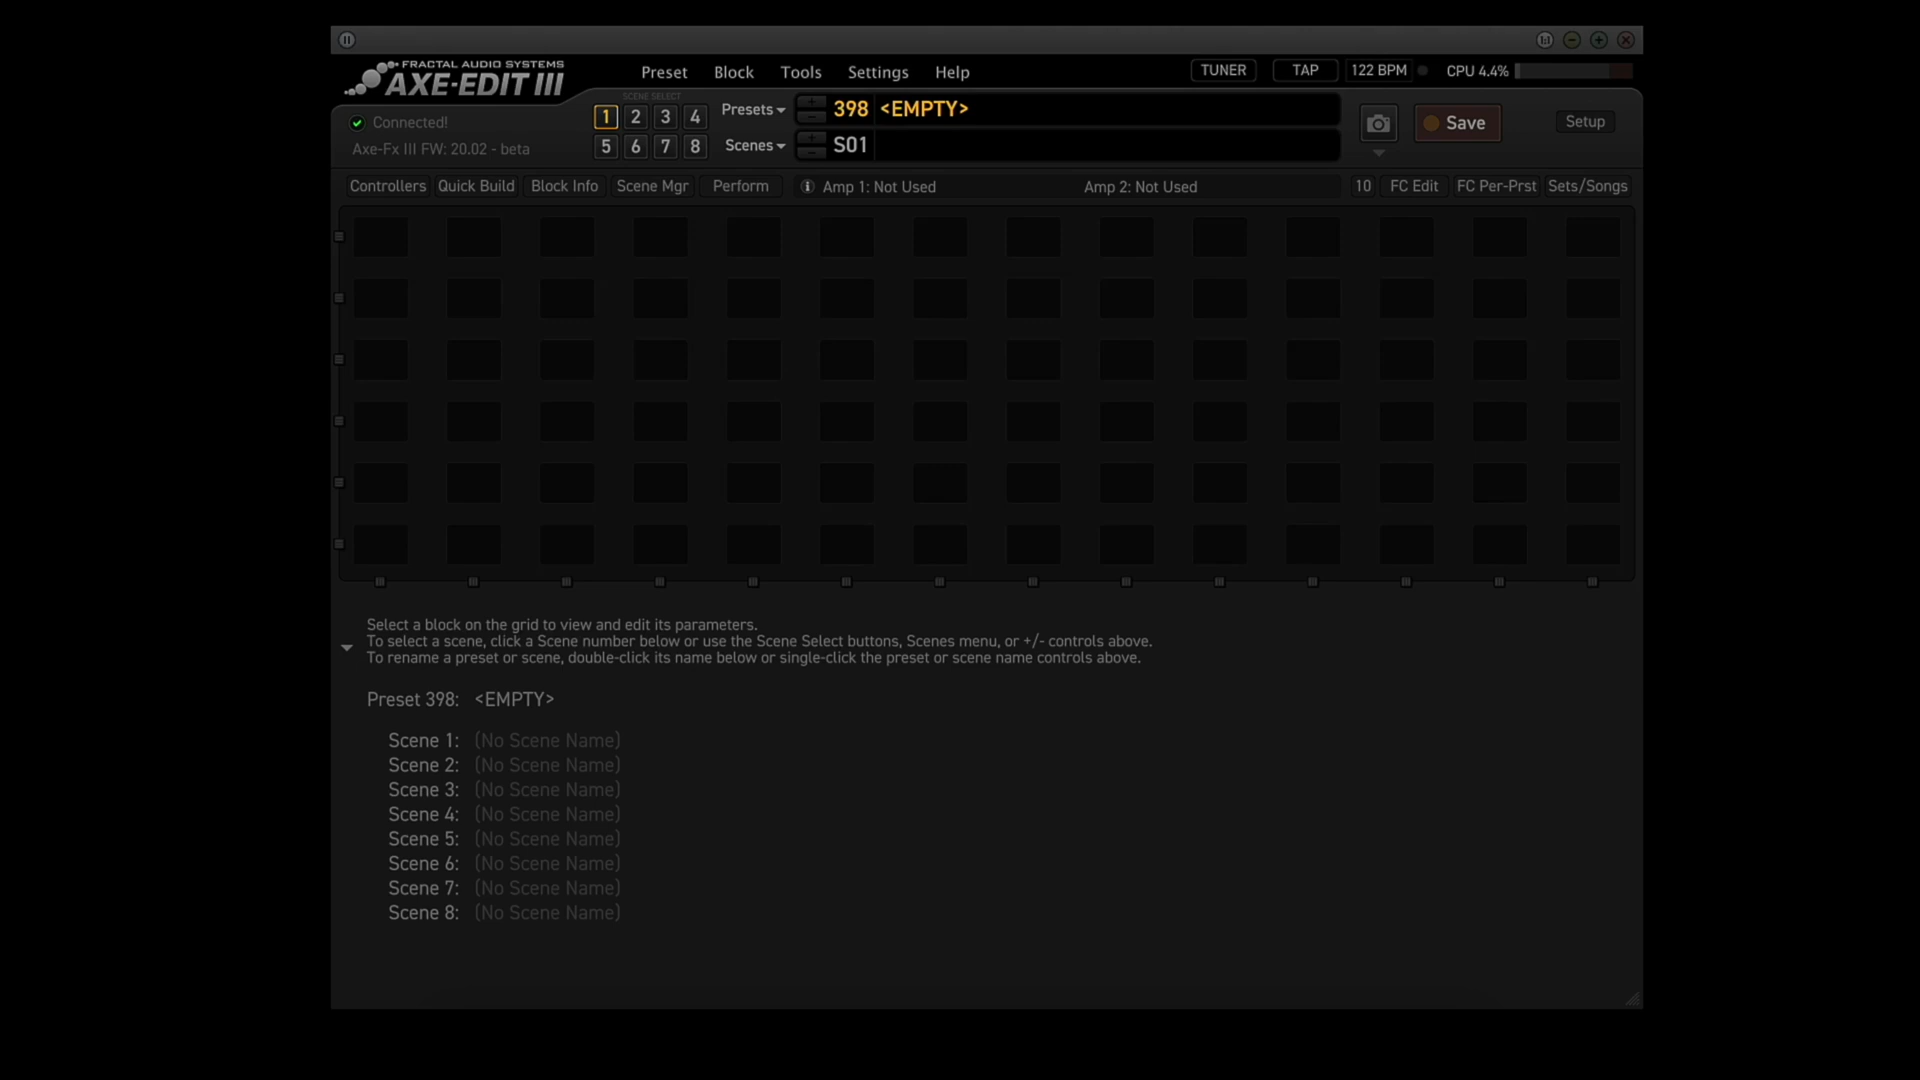 FRACTAL AUDIO SYSTEMS
AXE-EDIT III
Preset Block Tools Settings Help
TUNER TAP 122 BPM CPU 4.4%
Connected!
Axe-Fx III FW: 20.02 - beta
SCENE SELECT
1 2 3 4
5 6 7 8
Presets 398 <EMPTY>
Scenes S01
Save
Setup
Controllers Quick Build Block Info Scene Mgr Perform Amp 1: Not Used Amp 2: Not Used 10 FC Edit FC Per-Prst Sets/Songs
Select a block on the grid to view and edit its parameters.
To select a scene, click a Scene number below or use the Scene Select buttons, Scenes menu, or +/- controls above.
To rename a preset or scene, double-click its name below or single-click the preset or scene name controls above.
Preset 398: <EMPTY>
Scene 1: (No Scene Name)
Scene 2: (No Scene Name)
Scene 3: (No Scene Name)
Scene 4: (No Scene Name)
Scene 5: (No Scene Name)
Scene 6: (No Scene Name)
Scene 7: (No Scene Name)
Scene 8: (No Scene Name)